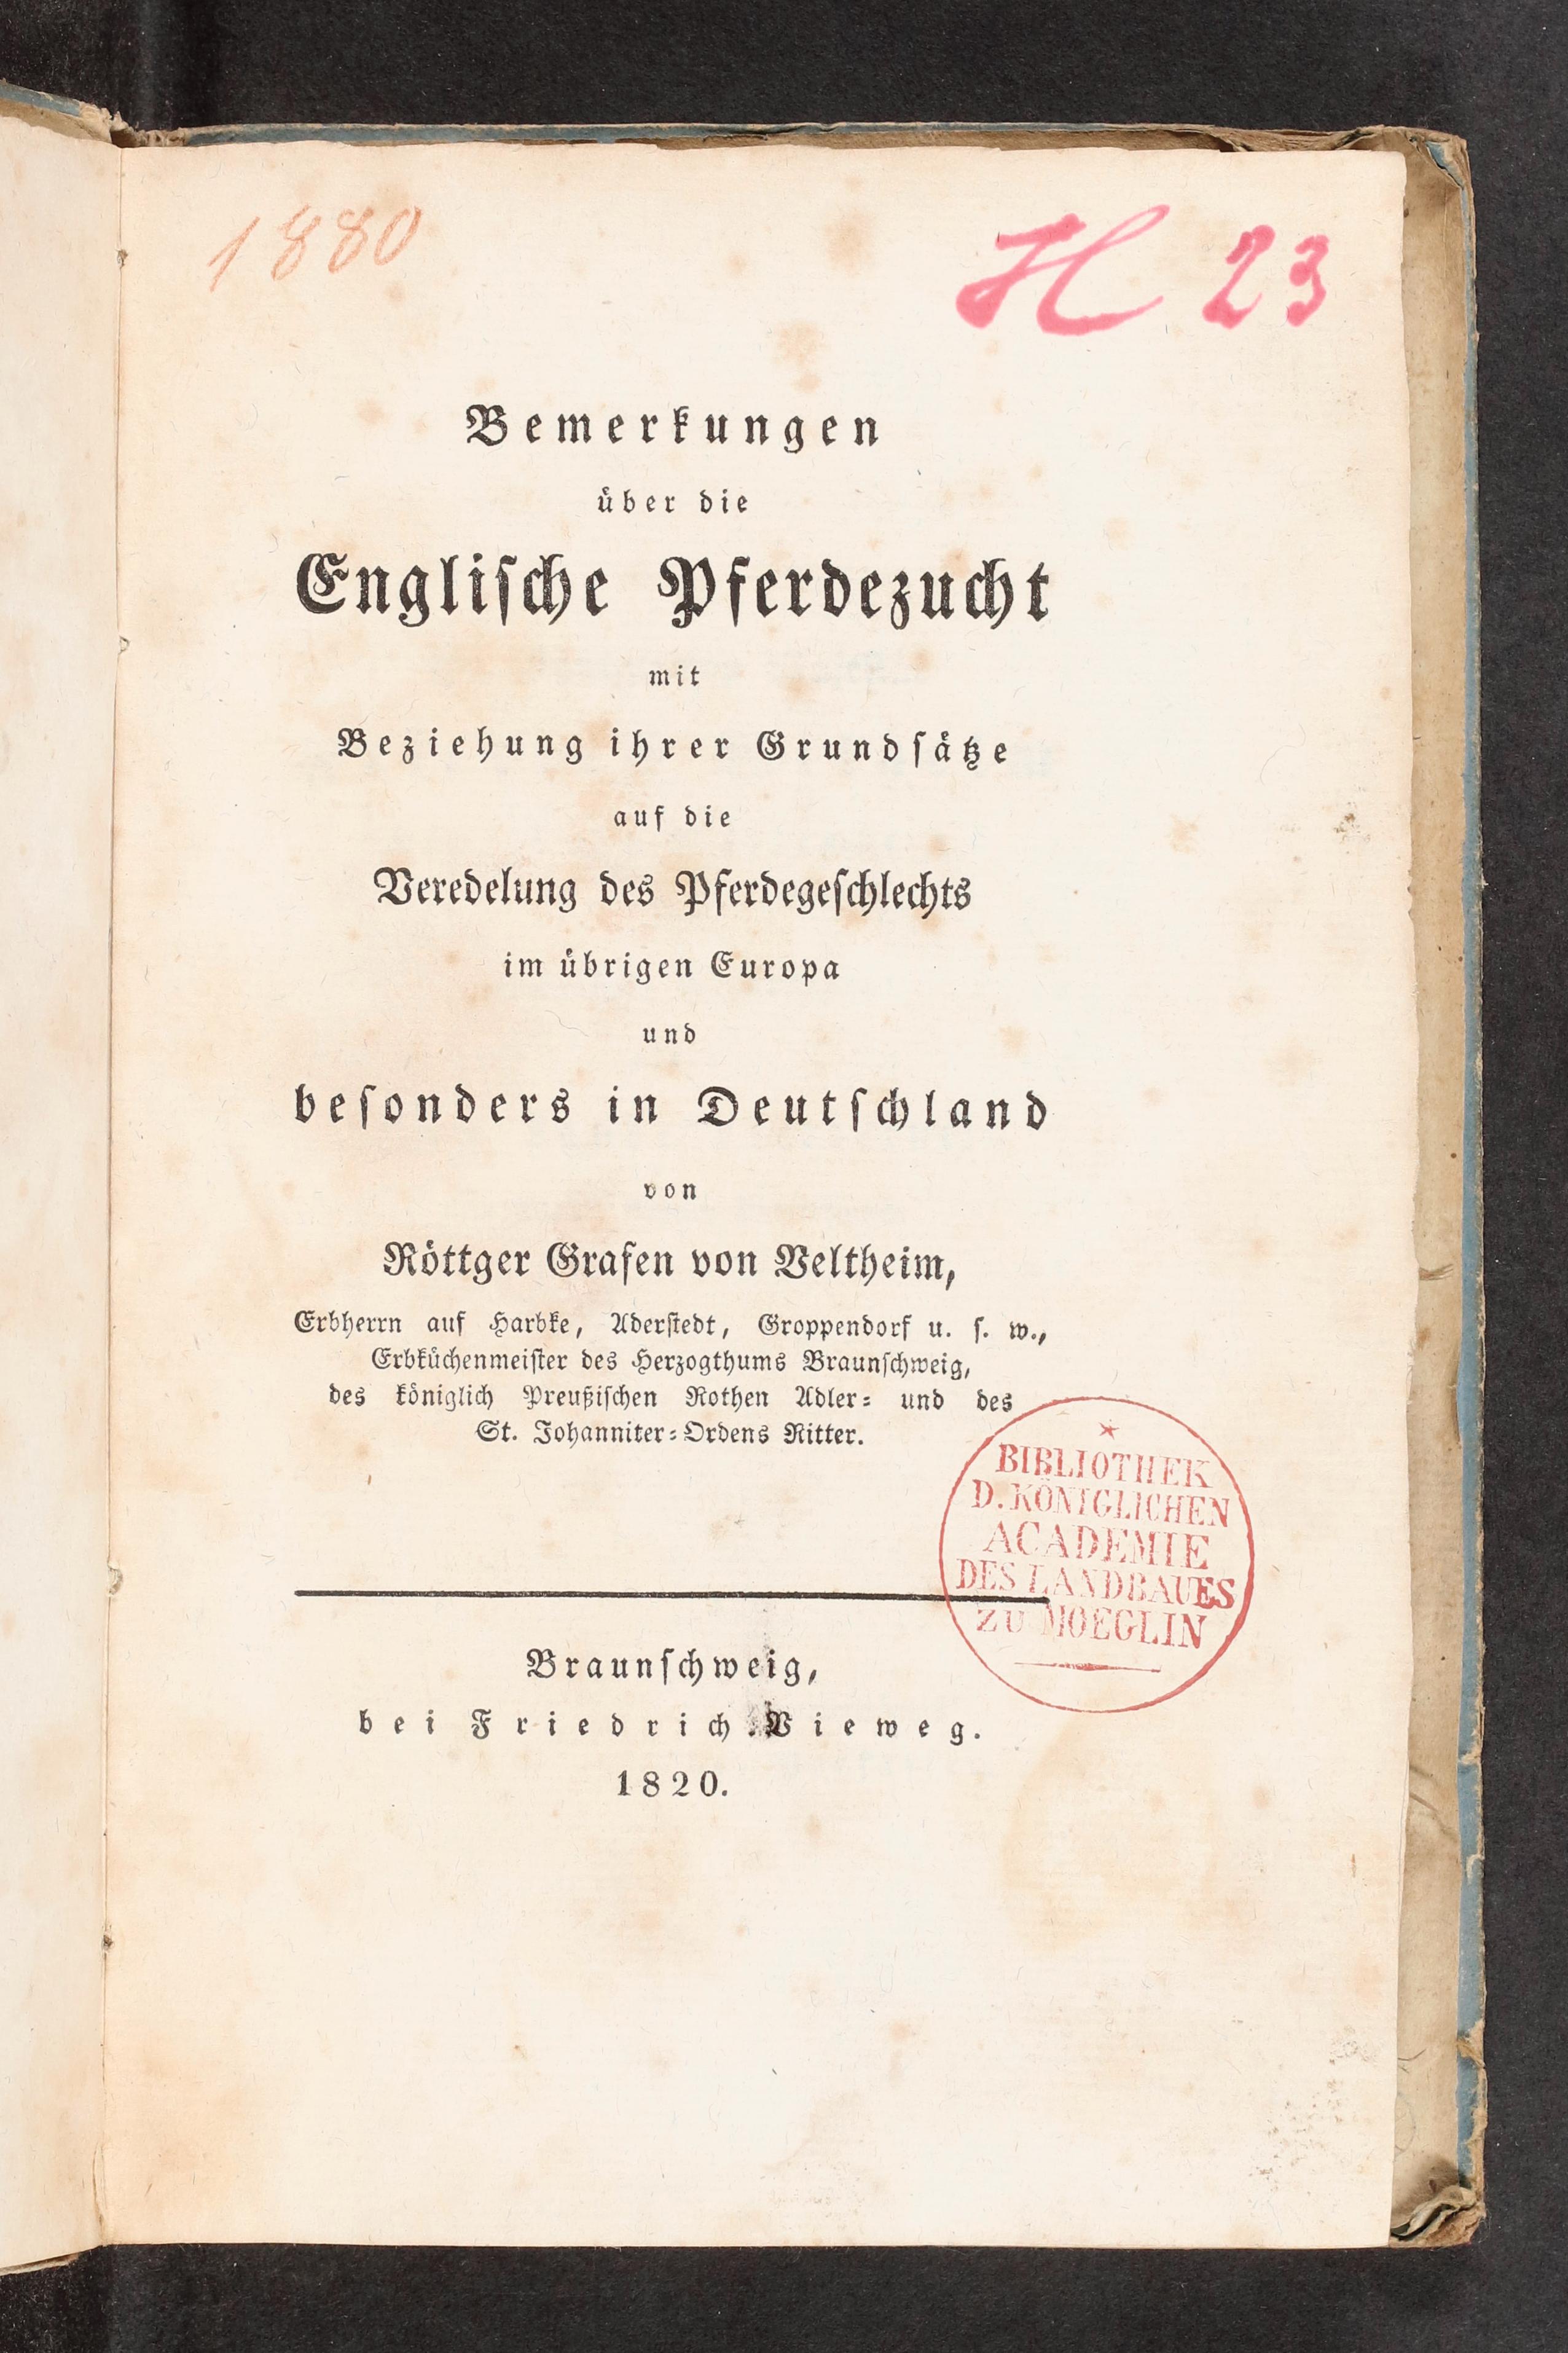 1880
H 23
Bemerkungen
über die
Engliſche Pferdezucht
mit
Beziehung ihrer Grundſätze
auf die
Veredelung des Pferdegeſchlechts
im übrigen Europa
und
beſonders in Deutſchland
von
Röttger Grafen von Veltheim,
Erbherrn auf Harbke, Aderſtedt, Groppendorf u. ſ. w.,
Erbküchenmeiſter des Herzogthums Braunſchweig,
des königlich Preußiſchen Rothen Adler= und des
St. Johanniter=Ordens Ritter.
BIBLIOTHEK
D. KÖNIGLICHEN
ACADEMIE
DES LANDBAUES
ZU MOEGLIN
Braunſchweig,
bei Friedrich Vieweg.
1820.